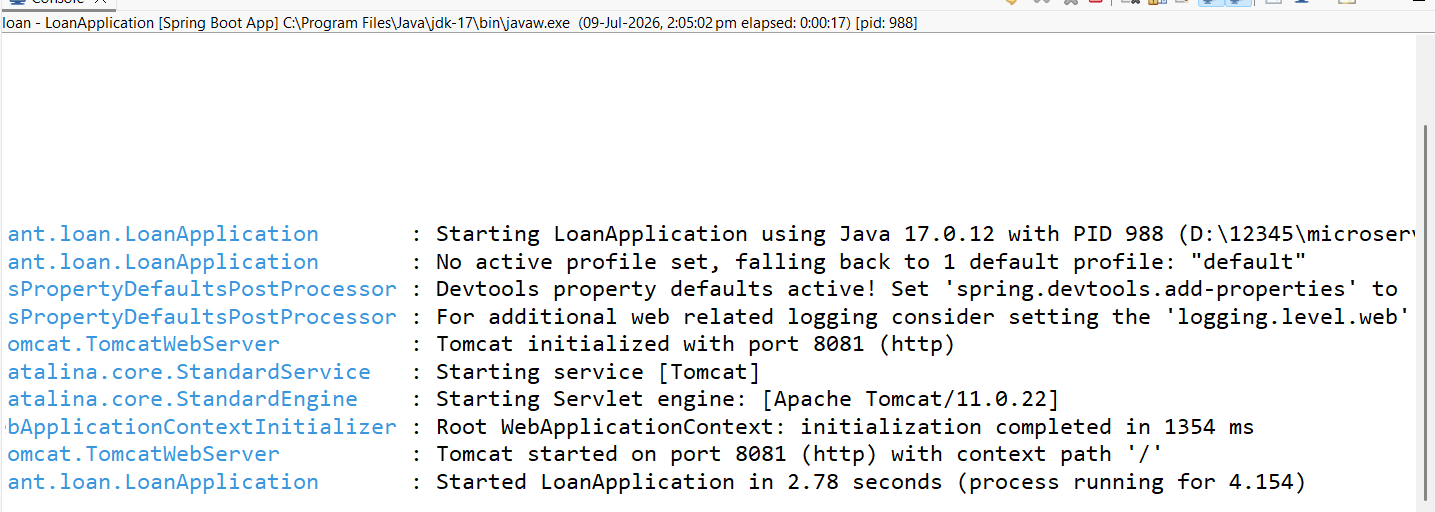 Console
loan - LoanApplication [Spring Boot App] C:\Program Files\Java\jdk-17\bin\javaw.exe (09-Jul-2026, 2:05:02 pm elapsed: 0:00:17) [pid: 988]
ant.loan.LoanApplication : Starting LoanApplication using Java 17.0.12 with PID 988 (D:\12345\microserv
ant.loan.LoanApplication : No active profile set, falling back to 1 default profile: "default"
sPropertyDefaultsPostProcessor : Devtools property defaults active! Set 'spring.devtools.add-properties' to
sPropertyDefaultsPostProcessor : For additional web related logging consider setting the 'logging.level.web'
omcat.TomcatWebServer : Tomcat initialized with port 8081 (http)
atalina.core.StandardService : Starting service [Tomcat]
atalina.core.StandardEngine : Starting Servlet engine: [Apache Tomcat/11.0.22]
bApplicationContextInitializer : Root WebApplicationContext: initialization completed in 1354 ms
omcat.TomcatWebServer : Tomcat started on port 8081 (http) with context path '/'
ant.loan.LoanApplication : Started LoanApplication in 2.78 seconds (process running for 4.154)